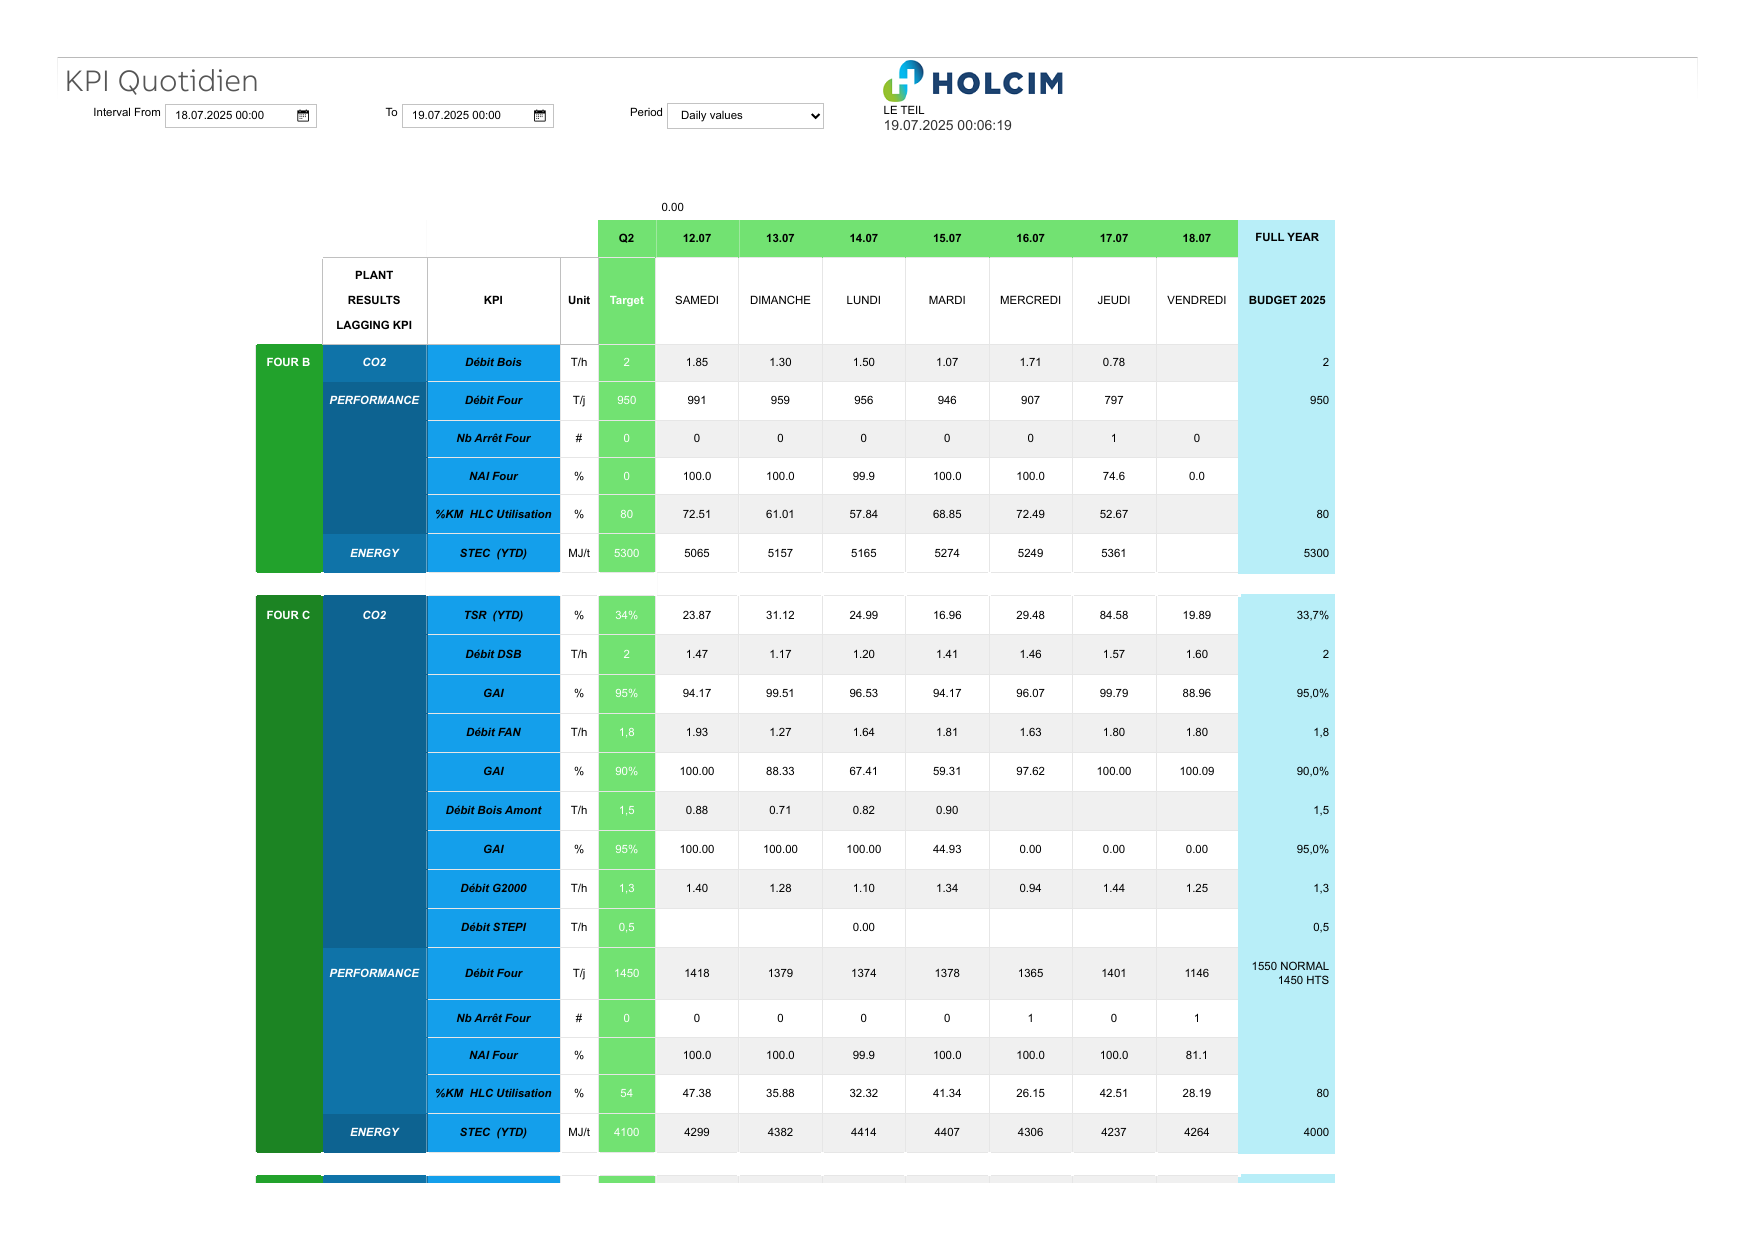 KPI Quotidien
HOLCIM
Interval From 18.07.2025 00:00 To 19.07.2025 00:00 Period Daily values LE TEIL
19.07.2025 00:06:19
0.00
Q2 12.07 13.07 14.07 15.07 16.07 17.07 18.07 FULL YEAR
PLANT RESULTS LAGGING KPI KPI Unit Target SAMEDI DIMANCHE LUNDI MARDI MERCREDI JEUDI VENDREDI BUDGET 2025
FOUR B CO2 Débit Bois T/h 2 1.85 1.30 1.50 1.07 1.71 0.78 2
PERFORMANCE Débit Four T/j 950 991 959 956 946 907 797 950
Nb Arrêt Four # 0 0 0 0 0 0 1 0
NAI Four % 0 100.0 100.0 99.9 100.0 100.0 74.6 0.0
%KM HLC Utilisation % 80 72.51 61.01 57.84 68.85 72.49 52.67 80
ENERGY STEC (YTD) MJ/t 5300 5065 5157 5165 5274 5249 5361 5300
FOUR C CO2 TSR (YTD) % 34% 23.87 31.12 24.99 16.96 29.48 84.58 19.89 33,7%
Débit DSB T/h 2 1.47 1.17 1.20 1.41 1.46 1.57 1.60 2
GAI % 95% 94.17 99.51 96.53 94.17 96.07 99.79 88.96 95,0%
Débit FAN T/h 1,8 1.93 1.27 1.64 1.81 1.63 1.80 1.80 1,8
GAI % 90% 100.00 88.33 67.41 59.31 97.62 100.00 100.09 90,0%
Débit Bois Amont T/h 1,5 0.88 0.71 0.82 0.90 1,5
GAI % 95% 100.00 100.00 100.00 44.93 0.00 0.00 0.00 95,0%
Débit G2000 T/h 1,3 1.40 1.28 1.10 1.34 0.94 1.44 1.25 1,3
Débit STEPI T/h 0,5 0.00 0,5
PERFORMANCE Débit Four T/j 1450 1418 1379 1374 1378 1365 1401 1146 1550 NORMAL 1450 HTS
Nb Arrêt Four # 0 0 0 0 0 1 0 1
NAI Four % 100.0 100.0 99.9 100.0 100.0 100.0 81.1
%KM HLC Utilisation % 54 47.38 35.88 32.32 41.34 26.15 42.51 28.19 80
ENERGY STEC (YTD) MJ/t 4100 4299 4382 4414 4407 4306 4237 4264 4000